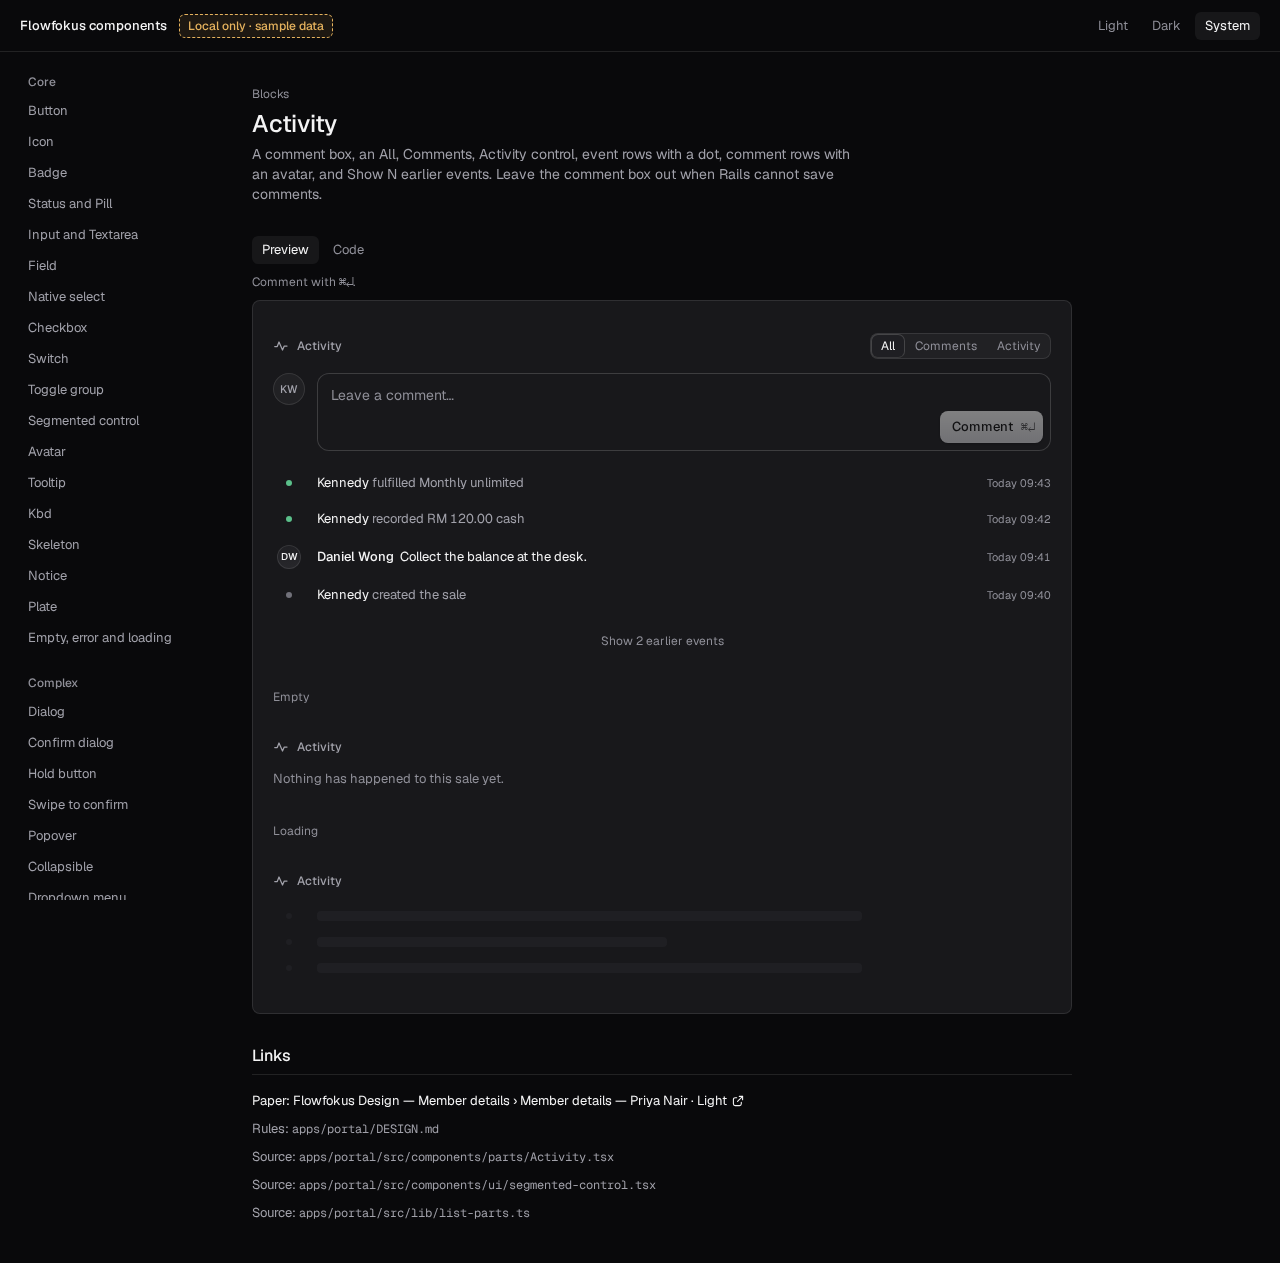 Flowfokus components
Local only · sample data
Light
Dark
System
Core
Button
Icon
Badge
Status and Pill
Input and Textarea
Field
Native select
Checkbox
Switch
Toggle group
Segmented control
Avatar
Tooltip
Kbd
Skeleton
Notice
Plate
Empty, error and loading
Complex
Dialog
Confirm dialog
Hold button
Swipe to confirm
Popover
Collapsible
Dropdown menu
Blocks
Activity
A comment box, an All, Comments, Activity control, event rows with a dot, comment rows with
an avatar, and Show N earlier events. Leave the comment box out when Rails cannot save
comments.
Preview
Code
Comment with ⌘↵
Activity
All
Comments
Activity
KW
Leave a comment…
Comment ⌘↵
Kennedy fulfilled Monthly unlimited
Today 09:43
Kennedy recorded RM 120.00 cash
Today 09:42
DW
Daniel Wong Collect the balance at the desk.
Today 09:41
Kennedy created the sale
Today 09:40
Show 2 earlier events
Empty
Activity
Nothing has happened to this sale yet.
Loading
Activity
Links
Paper: Flowfokus Design — Member details › Member details — Priya Nair · Light
Rules: apps/portal/DESIGN.md
Source: apps/portal/src/components/parts/Activity.tsx
Source: apps/portal/src/components/ui/segmented-control.tsx
Source: apps/portal/src/lib/list-parts.ts